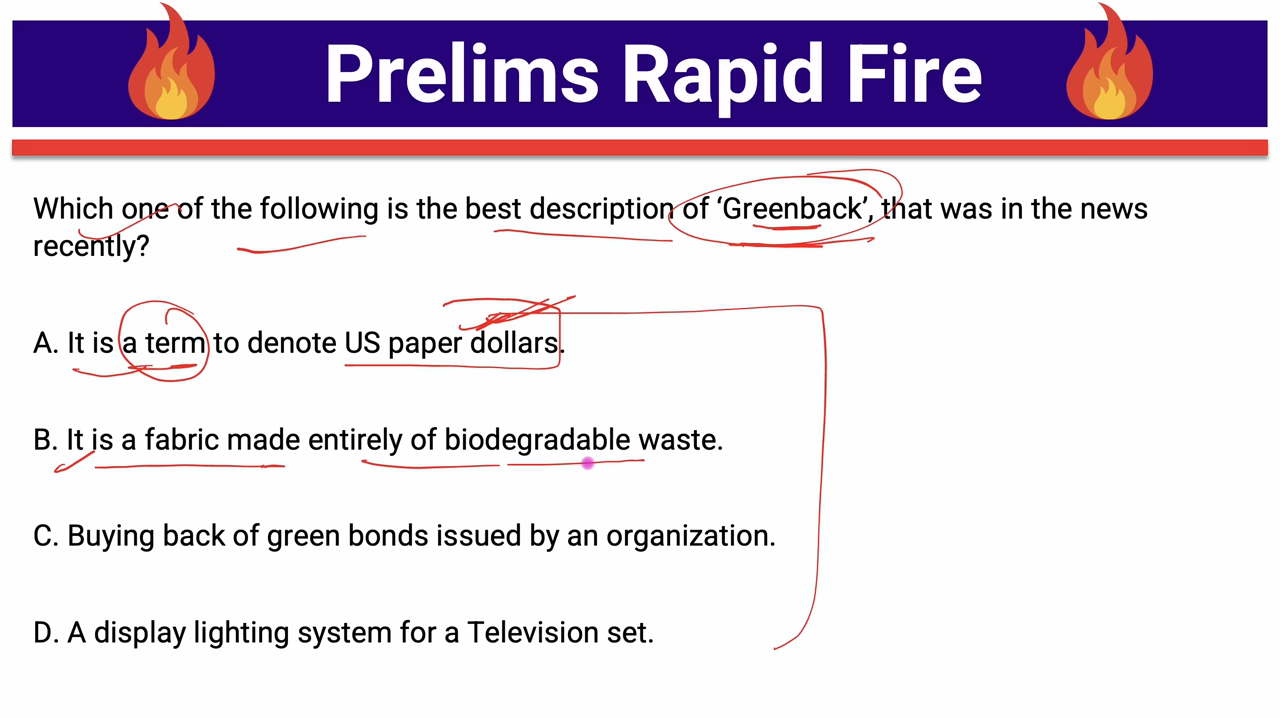 Prelims Rapid Fire
Which one of the following is the best description of ‘Greenback’, that was in the news
recently?
A. It is a term to denote US paper dollars.
B. It is a fabric made entirely of biodegradable waste.
C. Buying back of green bonds issued by an organization.
D. A display lighting system for a Television set.